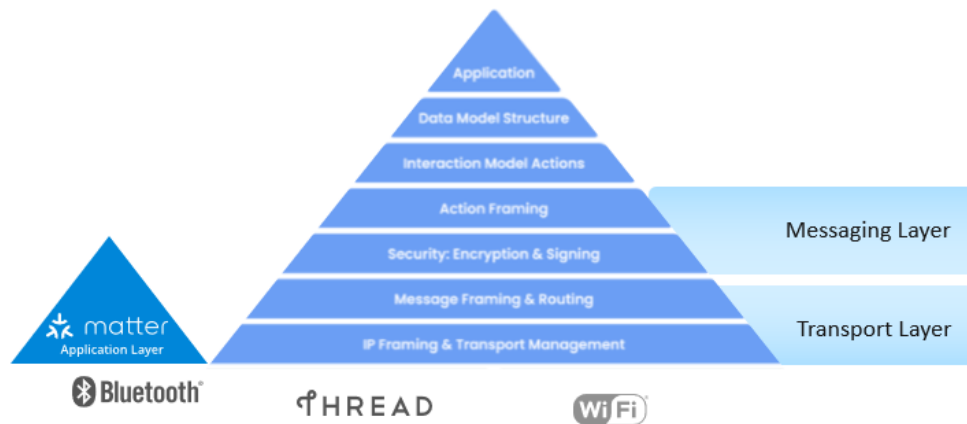 Application
Data Model Structure
Interaction Model Actions
Action Framing
Messaging Layer
Security: Encryption & Signing
Message Framing & Routing
Transport Layer
IP Framing & Transport Management
matter
Application Layer
Bluetooth®
THREAD
WiFi